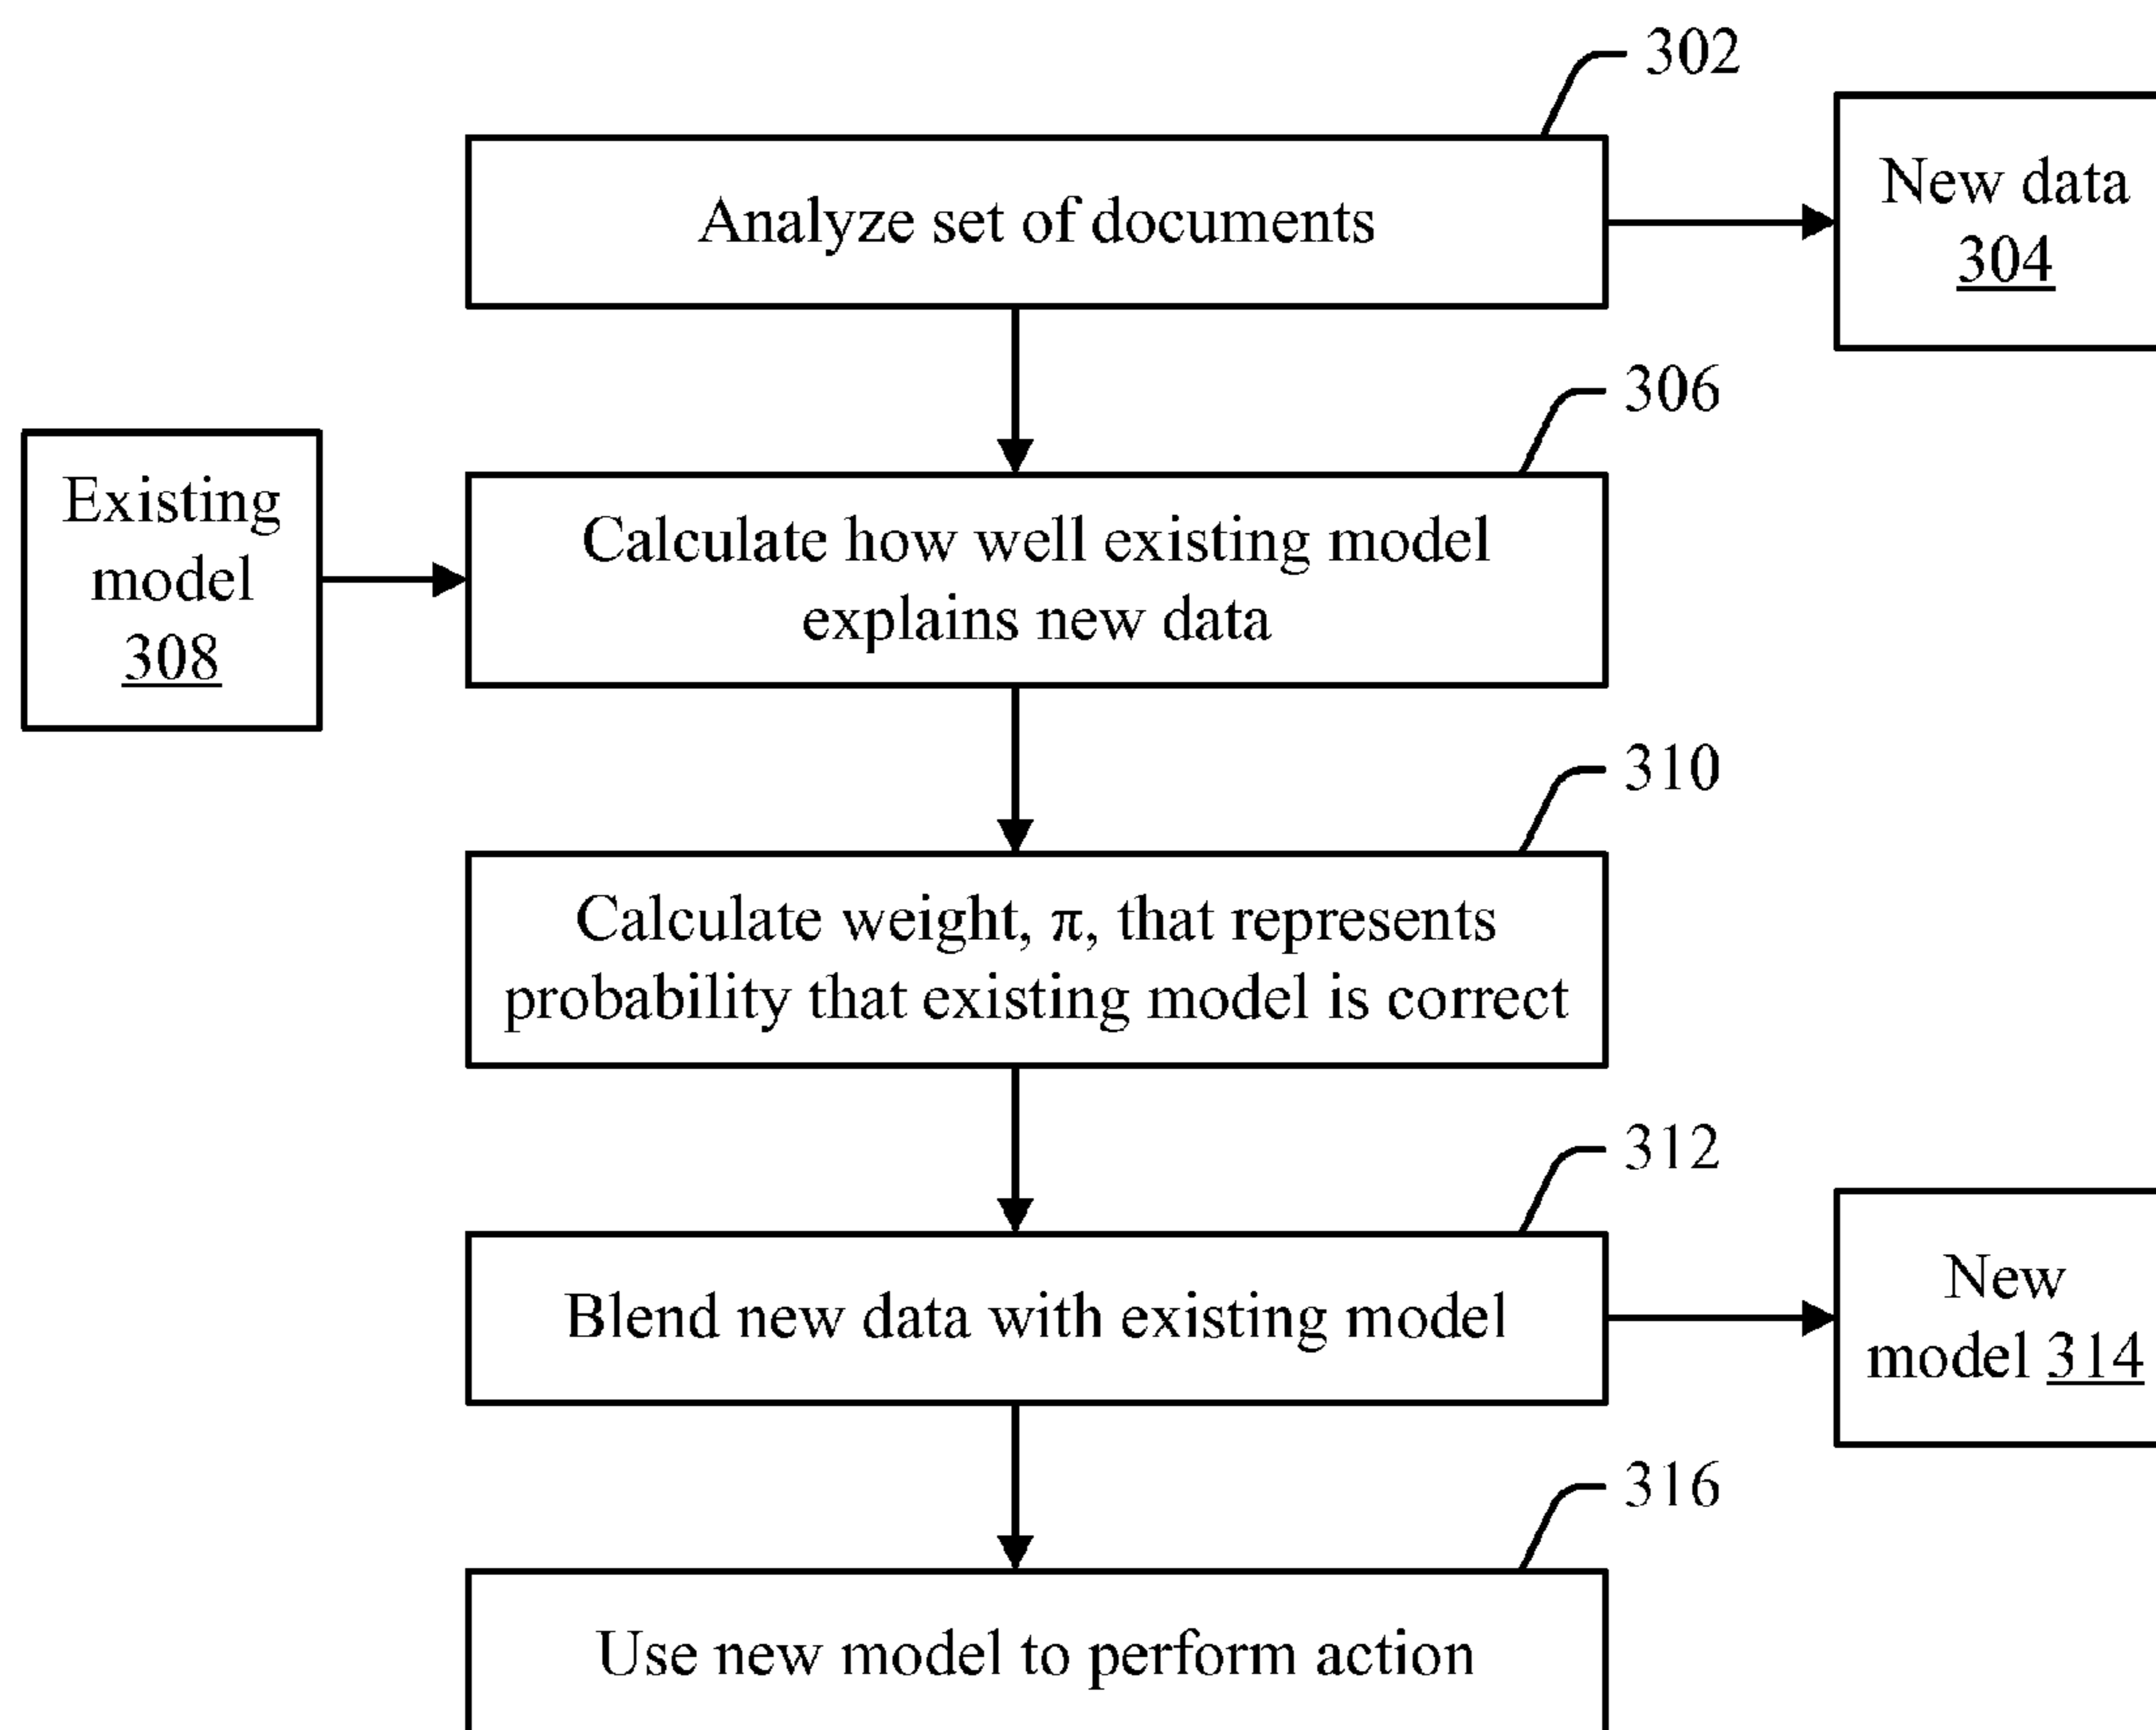 302
Analyze set of documents
New data
304
306
Existing
model
308
Calculate how well existing model
explains new data
310
Calculate weight, π, that represents
probability that existing model is correct
312
Blend new data with existing model
New
model 314
316
Use new model to perform action